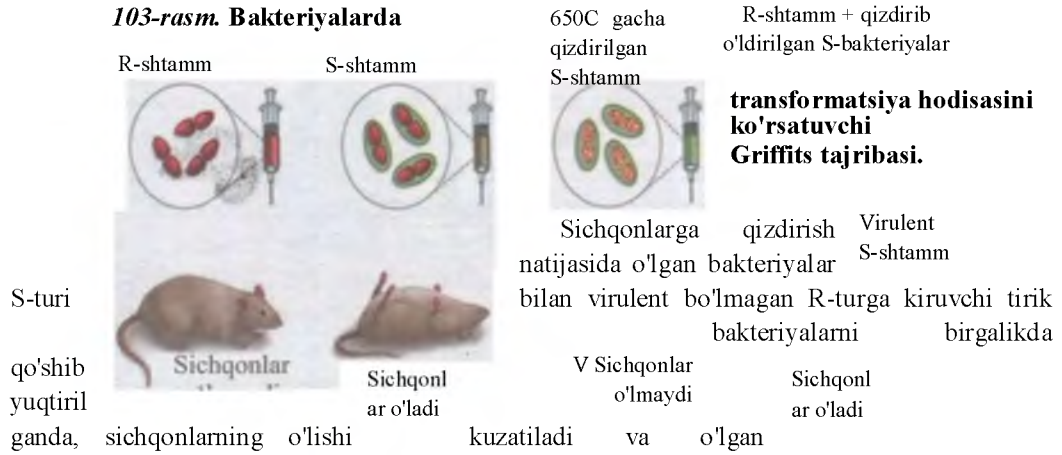 103-rasm. Bakteriyalarda
R-shtamm
S-shtamm
650C gacha
qizdirilgan
S-shtamm
R-shtamm + qizdirib
o'ldirilgan S-bakteriyalar
transformatsiya hodisasini
ko'rsatuvchi
Griffits tajribasi.
Sichqonlarga qizdirish
Virulent
S-shtamm
natijasida o'lgan bakteriyalar
S-turi bilan virulent bo'lmagan R-turga kiruvchi tirik
bakteriyalarni birgalikda
qo'shib
Sichqonlar
Sichqonl
ar o'ladi
V Sichqonlar
o'lmaydi
Sichqonl
ar o'ladi
yuqtiril
ganda, sichqonlarning o'lishi kuzatiladi va o'lgan